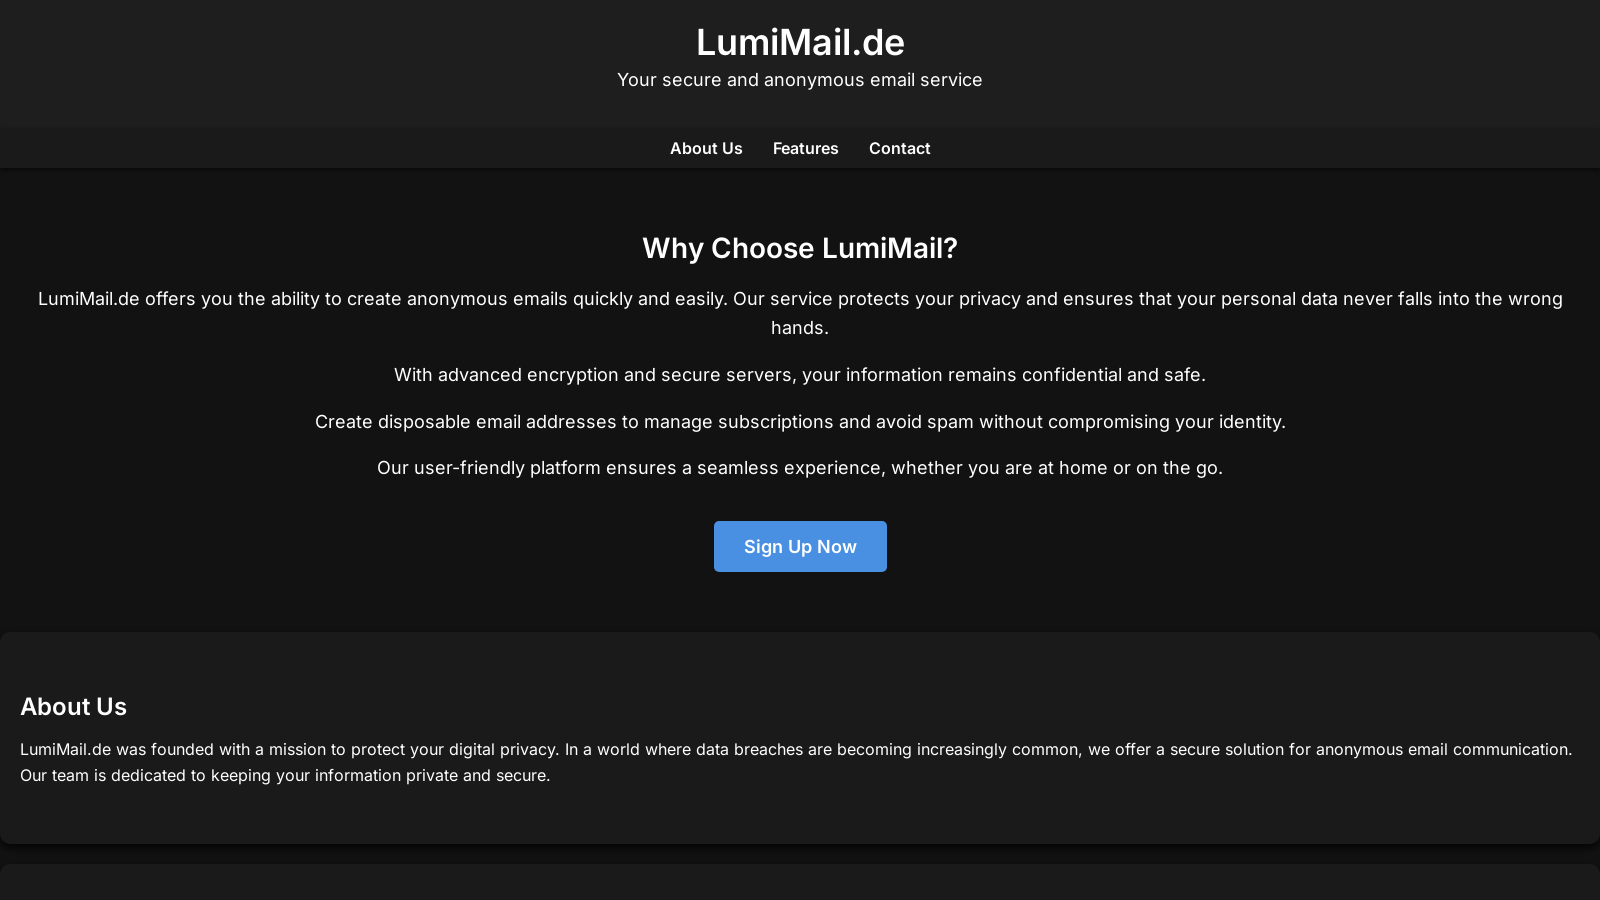 LumiMail.de
Your secure and anonymous email service
About Us Features Contact
Why Choose LumiMail?
LumiMail.de offers you the ability to create anonymous emails quickly and easily. Our service protects your privacy and ensures that your personal data never falls into the wrong
hands.
With advanced encryption and secure servers, your information remains confidential and safe.
Create disposable email addresses to manage subscriptions and avoid spam without compromising your identity.
Our user-friendly platform ensures a seamless experience, whether you are at home or on the go.
Sign Up Now
About Us
LumiMail.de was founded with a mission to protect your digital privacy. In a world where data breaches are becoming increasingly common, we offer a secure solution for anonymous email communication.
Our team is dedicated to keeping your information private and secure.